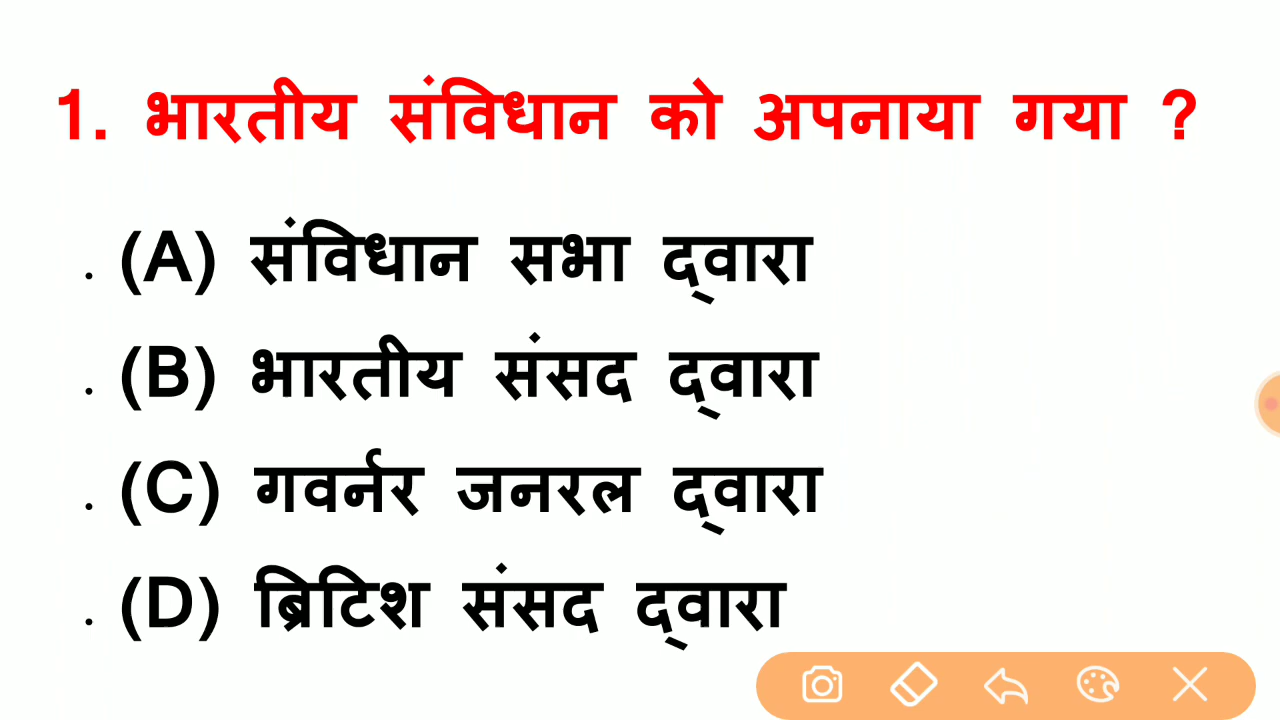 1. भारतीय संविधान को अपनाया गया ?
. (A) संविधान सभा द्वारा
. (B) भारतीय संसद द्वारा
. (C) गवर्नर जनरल द्वारा
. (D) ब्रिटिश संसद द्वारा